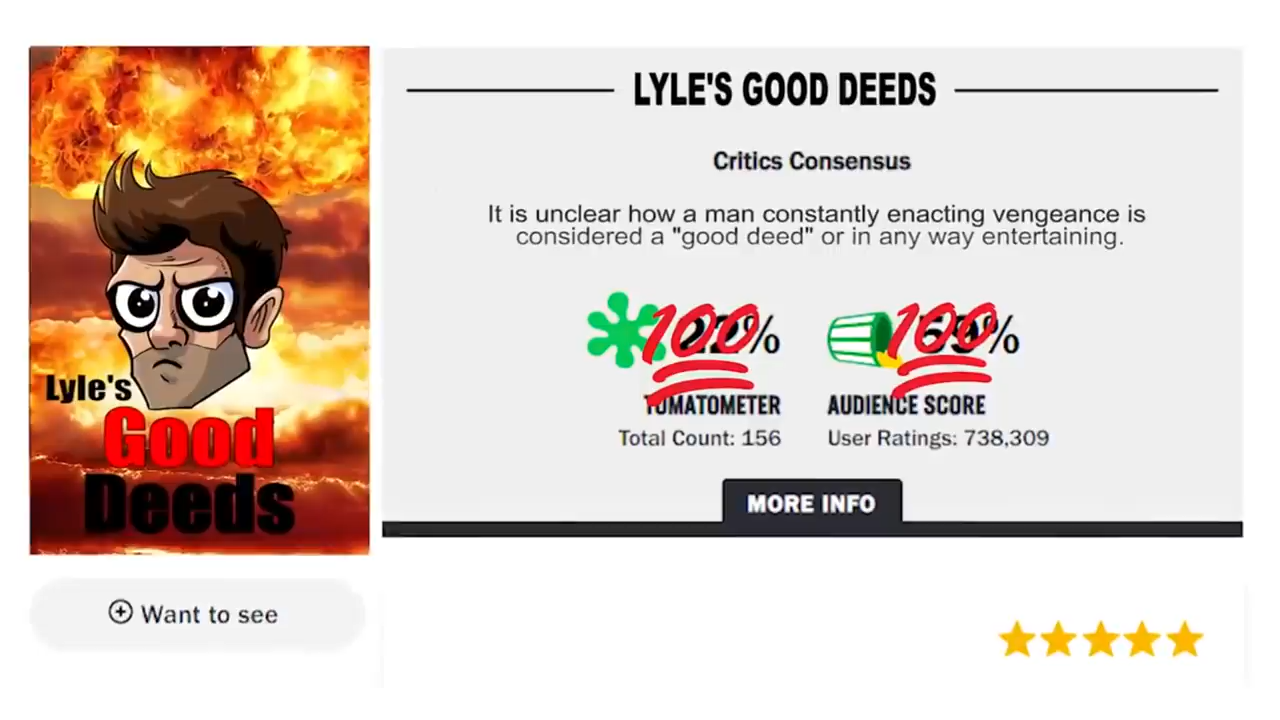 LYLE'S GOOD DEEDS
Critics Consensus
It is unclear how a man constantly enacting vengeance is
considered a "good deed" or in any way entertaining.
100 22%
100 59%
TOMATOMETER
AUDIENCE SCORE
Total Count: 156
User Ratings: 738,309
MORE INFO
Lyle's
Good
Deeds
Want to see